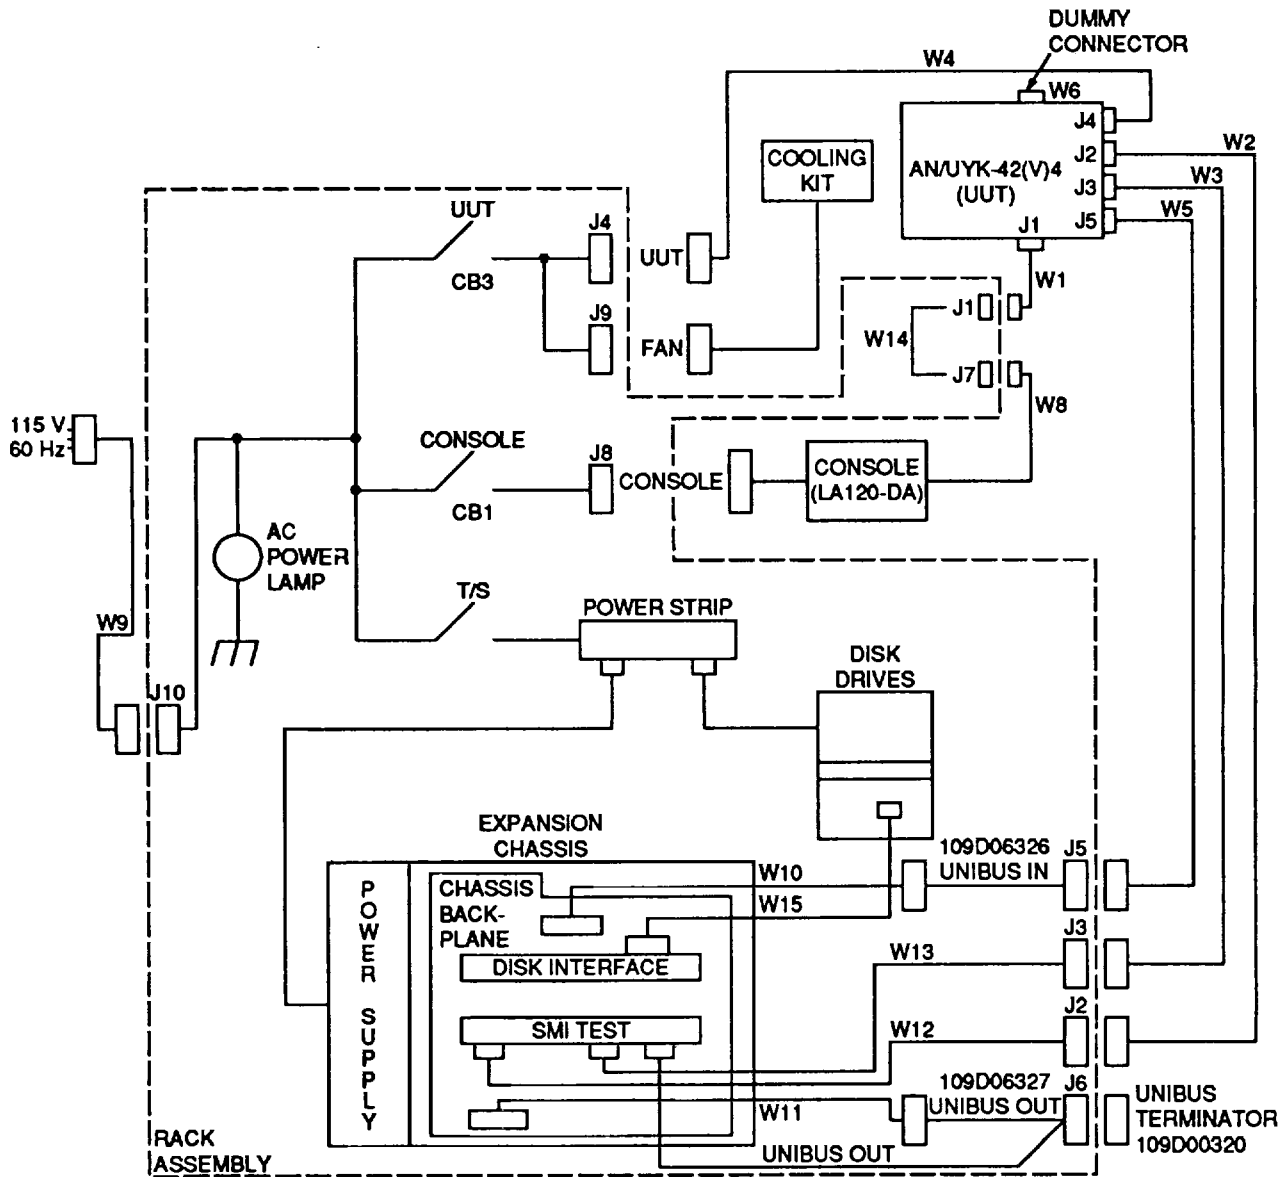 DUMMY
CONNECTOR
W4
W6
J4
J2
W2
AN/UYK-42(V)4
(UUT)
J3
W3
J5
W5
J1
W1
COOLING
KIT
UUT
CB3
J4
UUT
J9
FAN
J1
W14
J7
W8
115 V
60 Hz
CONSOLE
CB1
J8
CONSOLE
CONSOLE
(LA120-DA)
AC
POWER
LAMP
T/S
POWER STRIP
DISK
DRIVES
W9
J10
EXPANSION
CHASSIS
POWER SUPPLY
CHASSIS
BACK-
PLANE
W10
W15
109D06326
UNIBUS IN
J5
DISK INTERFACE
W13
J3
SMI TEST
W12
J2
W11
109D06327
UNIBUS OUT
J6
UNIBUS
TERMINATOR
109D00320
UNIBUS OUT
RACK
ASSEMBLY